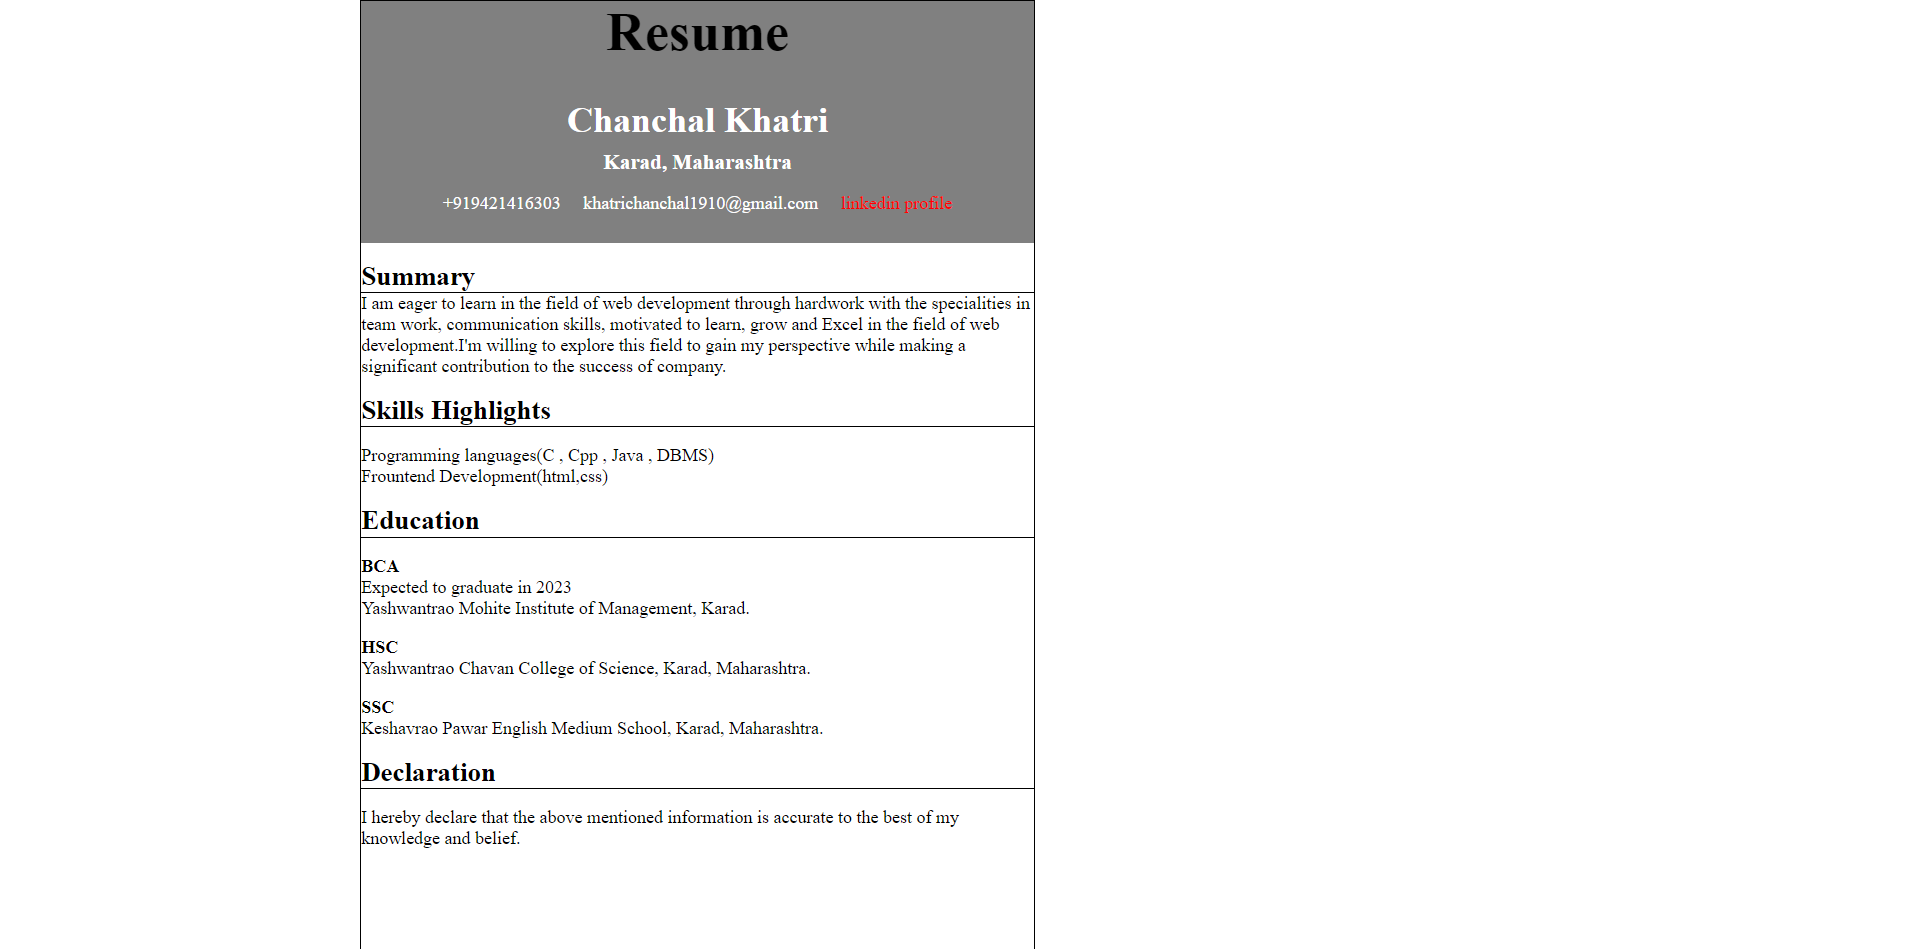 Resume
Chanchal Khatri
Karad, Maharashtra
+919421416303 khatrichanchal1910@gmail.com linkedin profile
Summary
I am eager to learn in the field of web development through hardwork with the specialities in
team work, communication skills, motivated to learn, grow and Excel in the field of web
development.I'm willing to explore this field to gain my perspective while making a
significant contribution to the success of company.
Skills Highlights
Programming languages(C , Cpp , Java , DBMS)
Frountend Development(html,css)
Education
BCA
Expected to graduate in 2023
Yashwantrao Mohite Institute of Management, Karad.
HSC
Yashwantrao Chavan College of Science, Karad, Maharashtra.
SSC
Keshavrao Pawar English Medium School, Karad, Maharashtra.
Declaration
I hereby declare that the above mentioned information is accurate to the best of my
knowledge and belief.